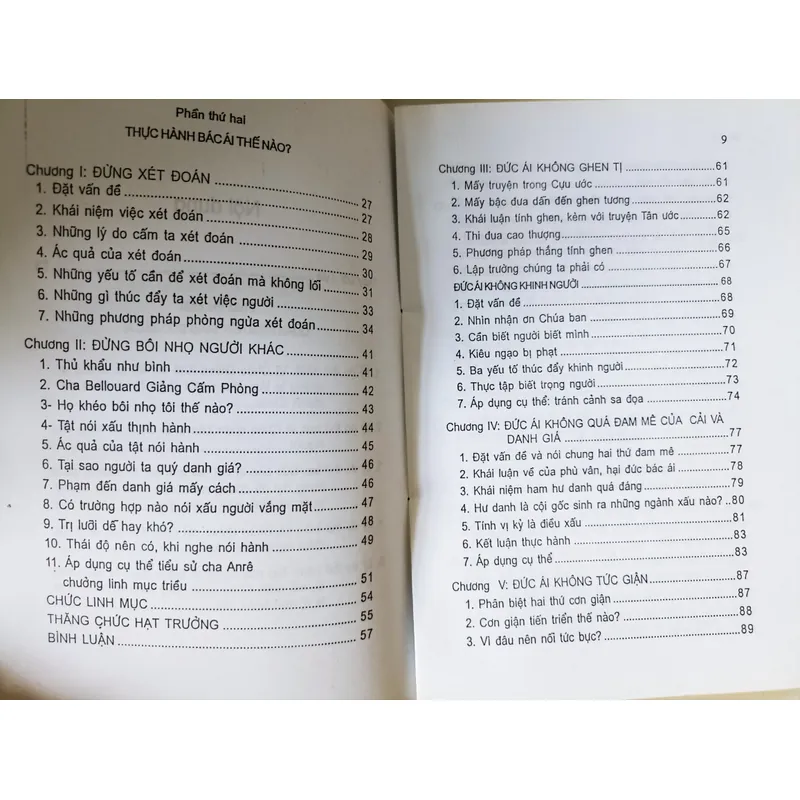 Phần thứ hai
THỰC HÀNH BÁC ÁI THẾ NÀO?
Chương I: ĐỪNG XÉT ĐOÁN ........ 27
1. Đặt vấn đề ........ 27
2. Khái niệm việc xét đoán ........ 28
3. Những lý do cấm ta xét đoán ........ 29
4. Ác quả của xét đoán ........ 30
5. Những yếu tố cần để xét đoán mà không lỗi ........ 31
6. Những gì thúc đẩy ta xét việc người ........ 33
7. Những phương pháp phòng ngừa xét đoán ........ 34
Chương II: ĐỪNG BÔI NHỌ NGƯỜI KHÁC ........ 41
1. Thủ khẩu như bình ........ 41
2. Cha Bellouard Giảng Cấm Phòng ........ 42
3- Họ khéo bôi nhọ tôi thế nào? ........ 43
4- Tật nói xấu thịnh hành ........ 44
5. Ác quả của tật nói hành ........ 45
6. Tại sao người ta quý danh giá? ........ 46
7. Phạm đến danh giá mấy cách ........ 46
8. Có trường hợp nào nói xấu người vắng mặt ........ 47
9. Trị lưỡi dễ hay khó? ........ 48
10. Thái độ nên có, khi nghe nói hành ........ 49
11. Áp dụng cụ thể tiểu sử cha Anrê
chưởng linh mục triều ........ 51
CHỨC LINH MỤC ........ 54
THĂNG CHỨC HẠT TRƯỞNG ........ 55
BÌNH LUẬN ........ 57
9
Chương III: ĐỨC ÁI KHÔNG GHEN TỊ ........ 61
1. Mấy truyện trong Cựu ước ........ 61
2. Mấy bậc đưa dẫn đến ghen tương ........ 62
3. Khái luận tính ghen, kèm với truyện Tân ước ........ 62
4. Thi đua cao thượng ........ 65
5. Phương pháp thắng tính ghen ........ 66
6. Lập trường chúng ta phải có ........ 67
ĐỨC ÁI KHÔNG KHINH NGƯỜI ........ 68
1. Đặt vấn đề ........ 68
2. Nhìn nhận ơn Chúa ban ........ 69
3. Cần biết người biết mình ........ 70
4. Kiêu ngạo bị phạt ........ 71
5. Ba yếu tố thúc đẩy khinh người ........ 72
6. Thực tập biết trọng người ........ 73
7. Áp dụng cụ thể: tránh cảnh sa đọa ........ 74
Chương IV: ĐỨC ÁI KHÔNG QUÁ ĐAM MÊ CỦA CẢI VÀ
DANH GIÁ ........ 77
1. Đặt vấn đề và nói chung hai thứ đam mê ........ 77
2. Khái luận về của phù vân, hại đức bác ái ........ 78
3. Khái niệm ham hư danh quá đáng ........ 79
4. Hư danh là cội gốc sinh ra những ngành xấu nào? . 80
5. Tính vị kỷ là điều xấu ........ 81
6. Kết luận thực hành ........ 83
7. Áp dụng cụ thể ........ 83
Chương V: ĐỨC ÁI KHÔNG TỨC GIẬN ........ 87
1. Phân biệt hai thứ cơn giận ........ 87
2. Cơn giận tiến triển thế nào? ........ 88
3. Vì đâu nên nỗi tức bực? ........ 89